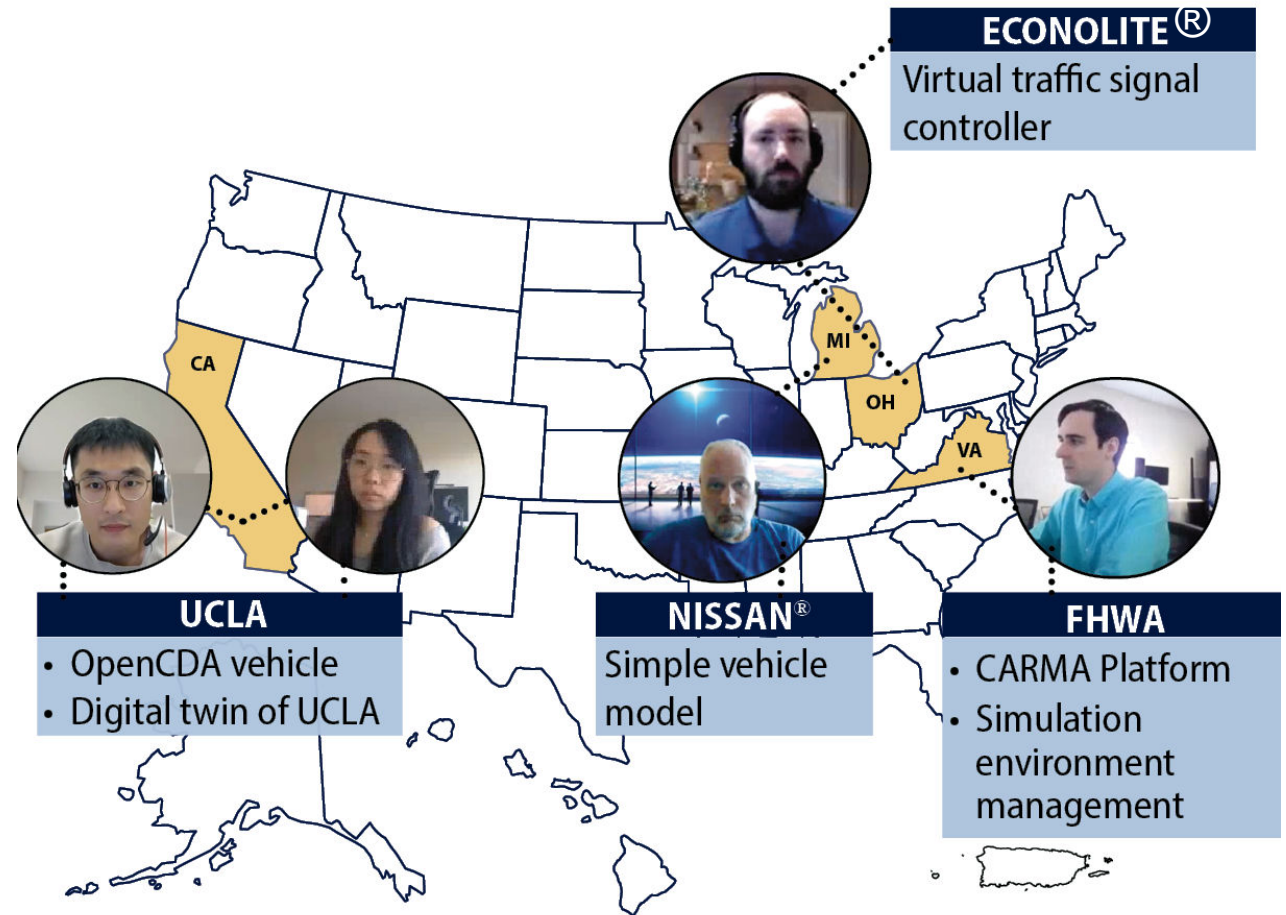 ECONOLITE®
Virtual traffic signal
controller
CA
MI
OH
VA
UCLA
• OpenCDA vehicle
• Digital twin of UCLA
NISSAN®
Simple vehicle
model
FHWA
• CARMA Platform
• Simulation
environment
management